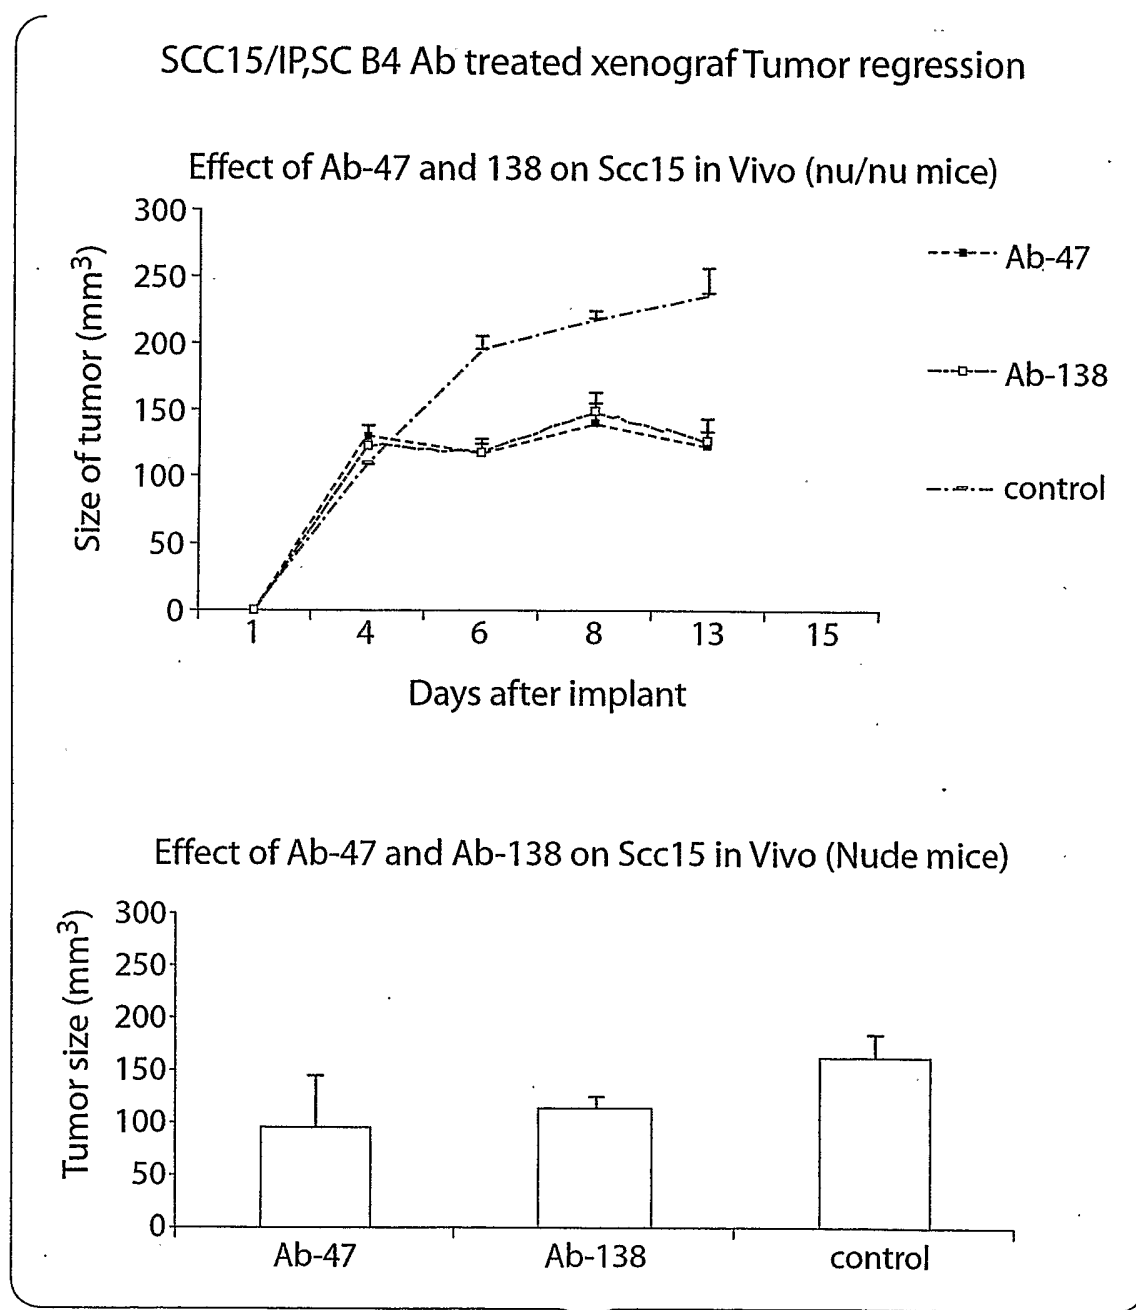 SCC15/IP,SC B4 Ab treated xenograf Tumor regression
Effect of Ab-47 and 138 on Scc15 in Vivo (nu/nu mice)
Size of tumor (mm³)
300
250
200
150
100
50
0
1 4 6 8 13 15
Days after implant
Ab-47
Ab-138
control
Effect of Ab-47 and Ab-138 on Scc15 in Vivo (Nude mice)
Tumor size (mm³)
300
250
200
150
100
50
0
Ab-47 Ab-138 control